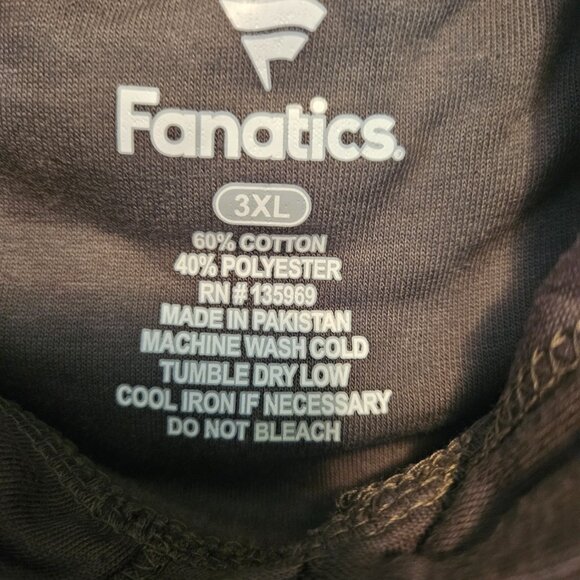 Fanatics.
3XL
60% COTTON
40% POLYESTER
RN # 135969
MADE IN PAKISTAN
MACHINE WASH COLD
TUMBLE DRY LOW
COOL IRON IF NECESSARY
DO NOT BLEACH